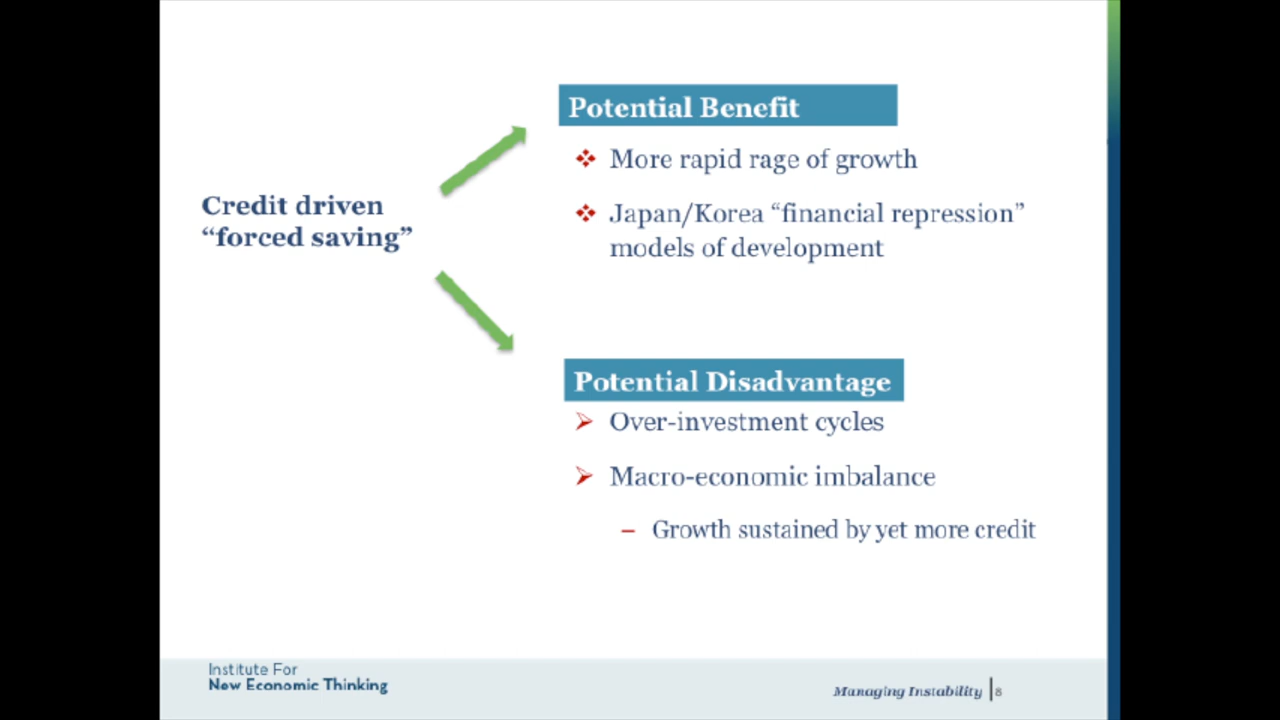 Potential Benefit
More rapid rage of growth
Japan/Korea “financial repression”
models of development
Credit driven
“forced saving”
Potential Disadvantage
Over-investment cycles
Macro-economic imbalance
– Growth sustained by yet more credit
Institute For
New Economic Thinking
Managing Instability | 8